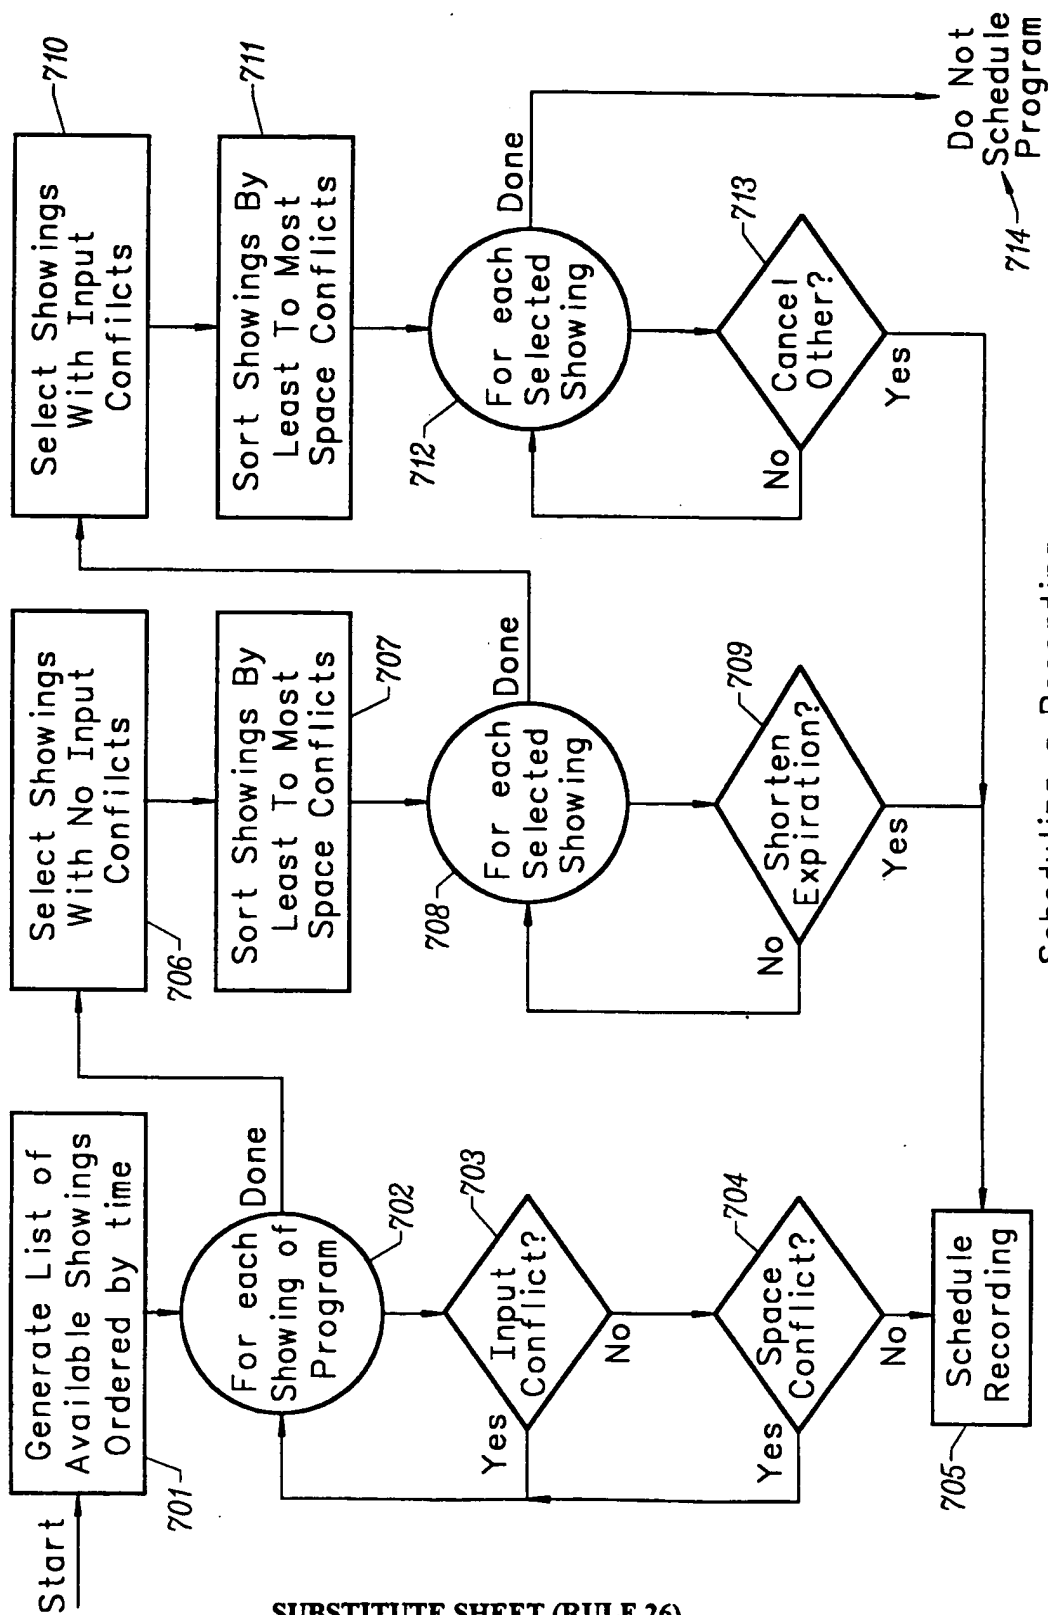 Start
Generate List of
Available Showings
Ordered by time
701
For each
Showing of
Program
702
Done
Input
Conflict?
703
Yes
No
Space
Conflict?
704
Yes
No
Schedule
Recording
705
Select Showings
With No Input
Confilcts
706
Sort Showings By
Least To Most
Space Conflicts
707
For each
Selected
Showing
708
Done
Shorten
Expiration?
709
No
Yes
Select Showings
With Input
Confilcts
710
Sort Showings By
Least To Most
Space Conflicts
711
For each
Selected
Showing
712
Done
Cancel
Other?
713
No
Yes
Do Not
Schedule
Program
714
SUBSTITUTE SHEET (RULE 26)